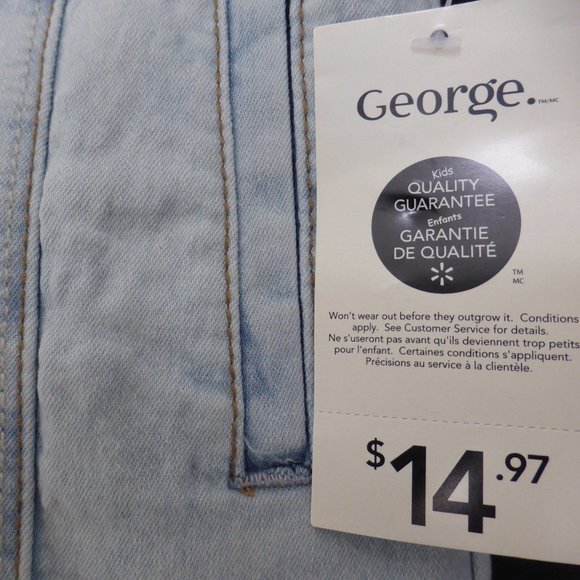 George. TM/MC
Kids
QUALITY
GUARANTEE
Enfants
GARANTIE
DE QUALITÉ
TM
MC
Won't wear out before they outgrow it. Conditions
apply. See Customer Service for details.
Ne s'useront pas avant qu'ils deviennent trop petits
pour l'enfant. Certaines conditions s'appliquent.
Précisions au service à la clientèle.
$14.97